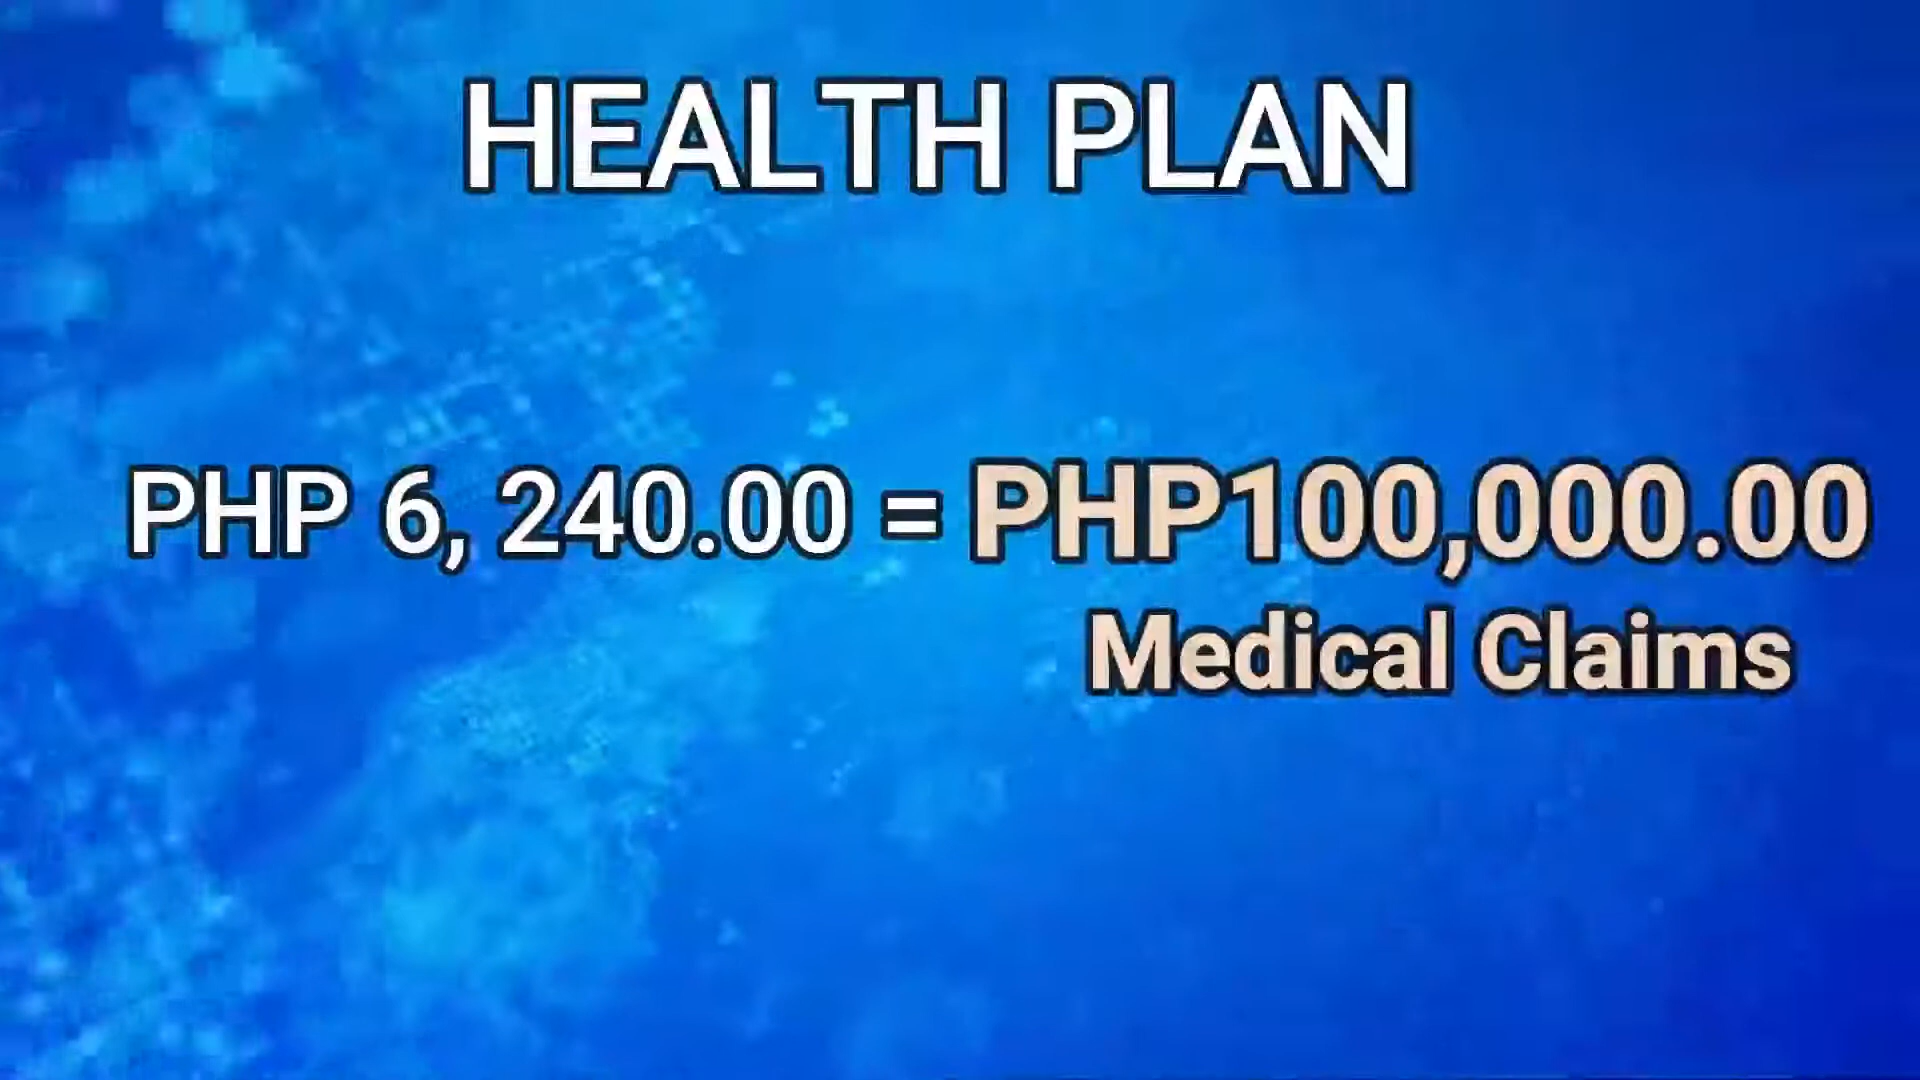 HEALTH PLAN
PHP 6, 240.00 = PHP100,000.00
Medical Claims